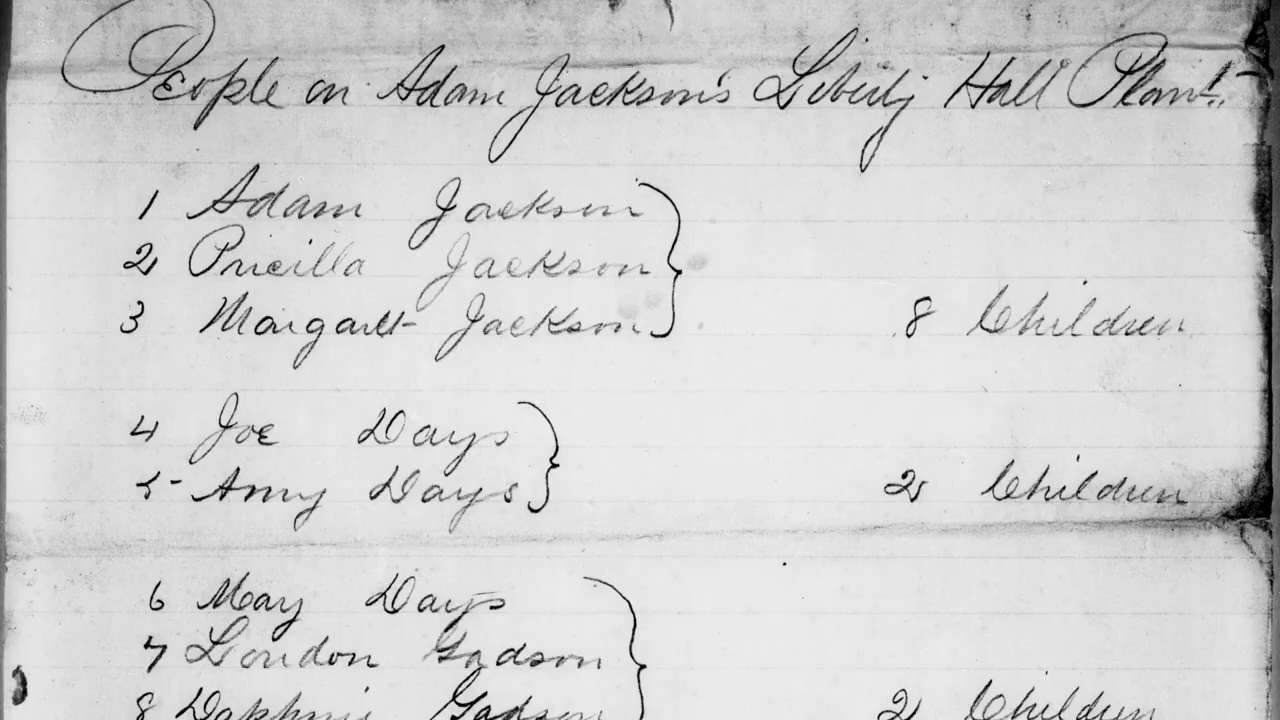 People on Adam Jackson's Liberty Hall Plant.
1 Adam Jackson
2 Pricilla Jackson
3 Margaret Jackson 8 Children
4 Joe Days
5 Amy Days 2 Children
6 May Days
7 London Gadson
8 Daphnie Gadson 2 Children